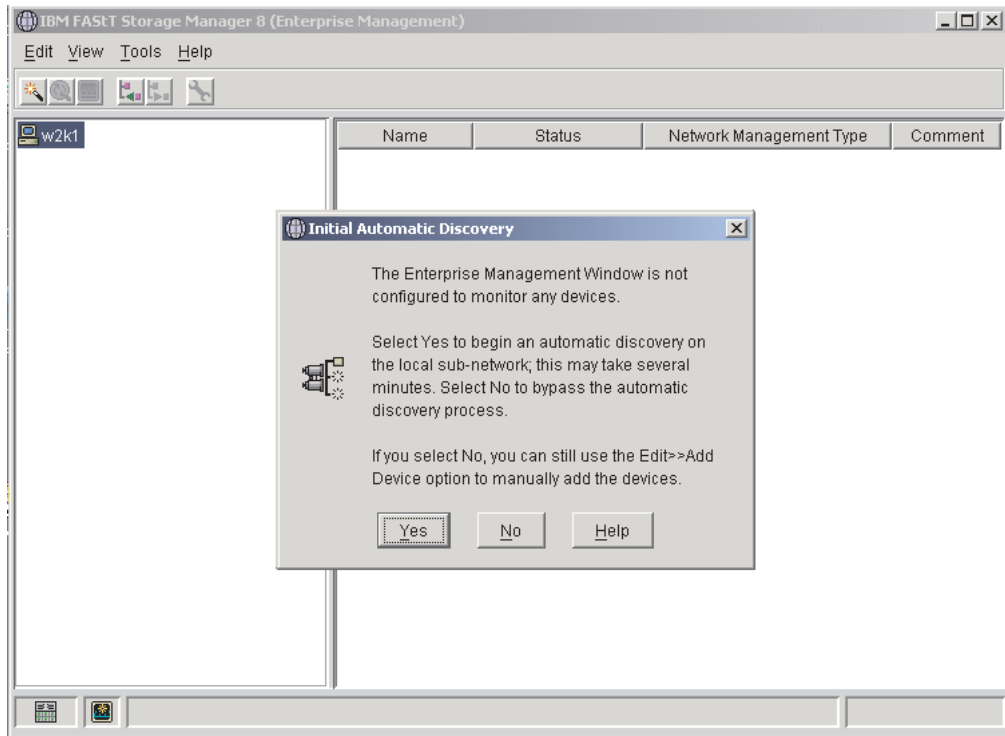 IBM FAStT Storage Manager 8 (Enterprise Management)
Edit View Tools Help
w2k1
Name Status Network Management Type Comment
Initial Automatic Discovery
The Enterprise Management Window is not
configured to monitor any devices.
Select Yes to begin an automatic discovery on
the local sub-network; this may take several
minutes. Select No to bypass the automatic
discovery process.
If you select No, you can still use the Edit>>Add
Device option to manually add the devices.
Yes No Help